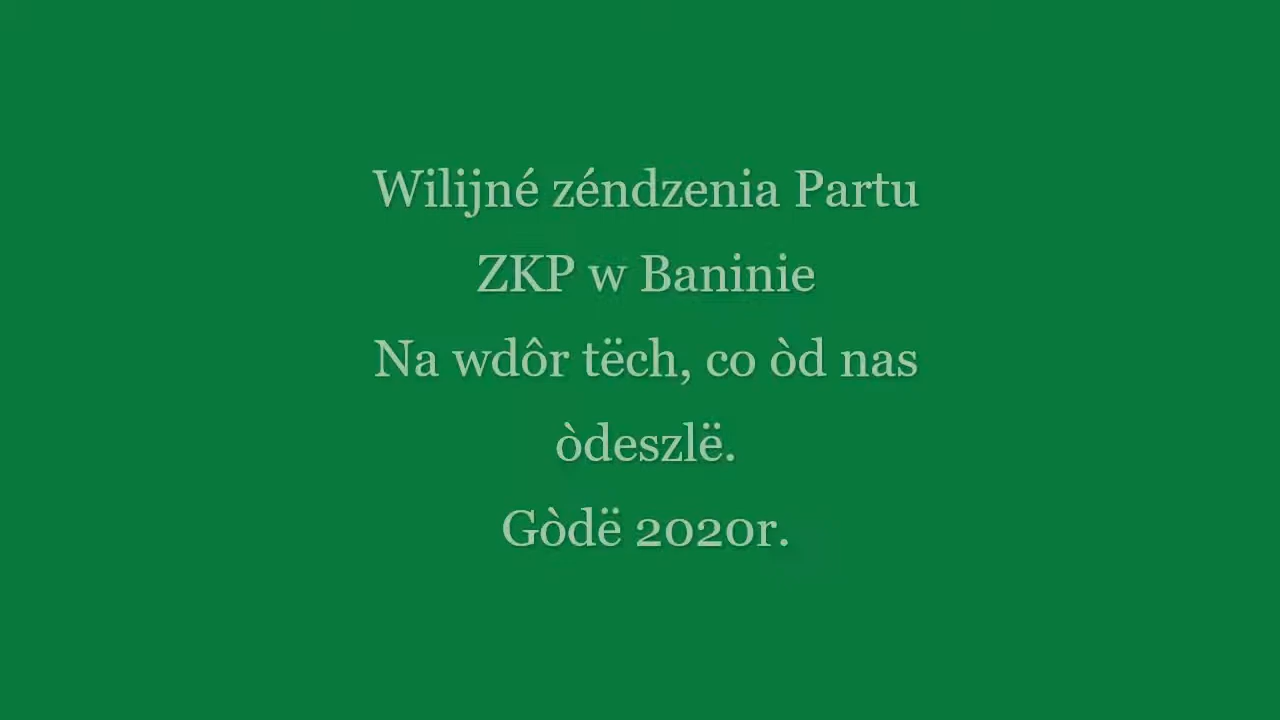 Wilijné zéndzenia Partu
ZKP w Baninie
Na wdôr tëch, co òd nas
òdeszlë.
Gòdë 2020r.